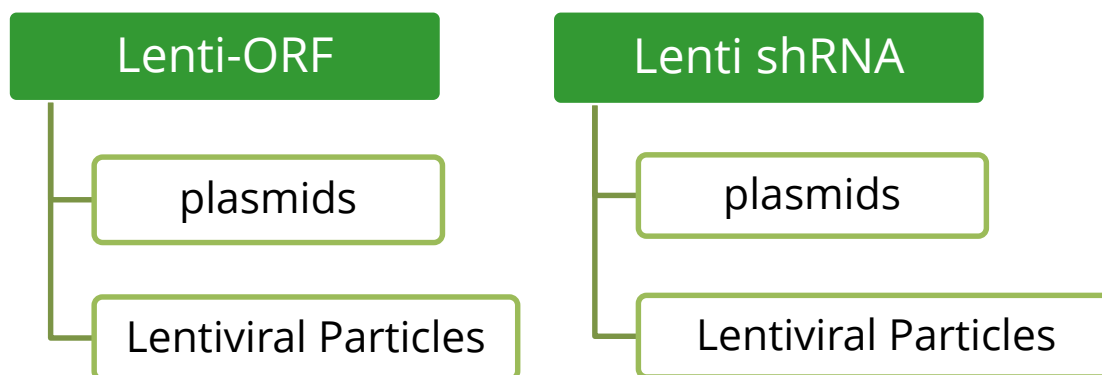 Lenti-ORF
plasmids
Lentiviral Particles
Lenti shRNA
plasmids
Lentiviral Particles